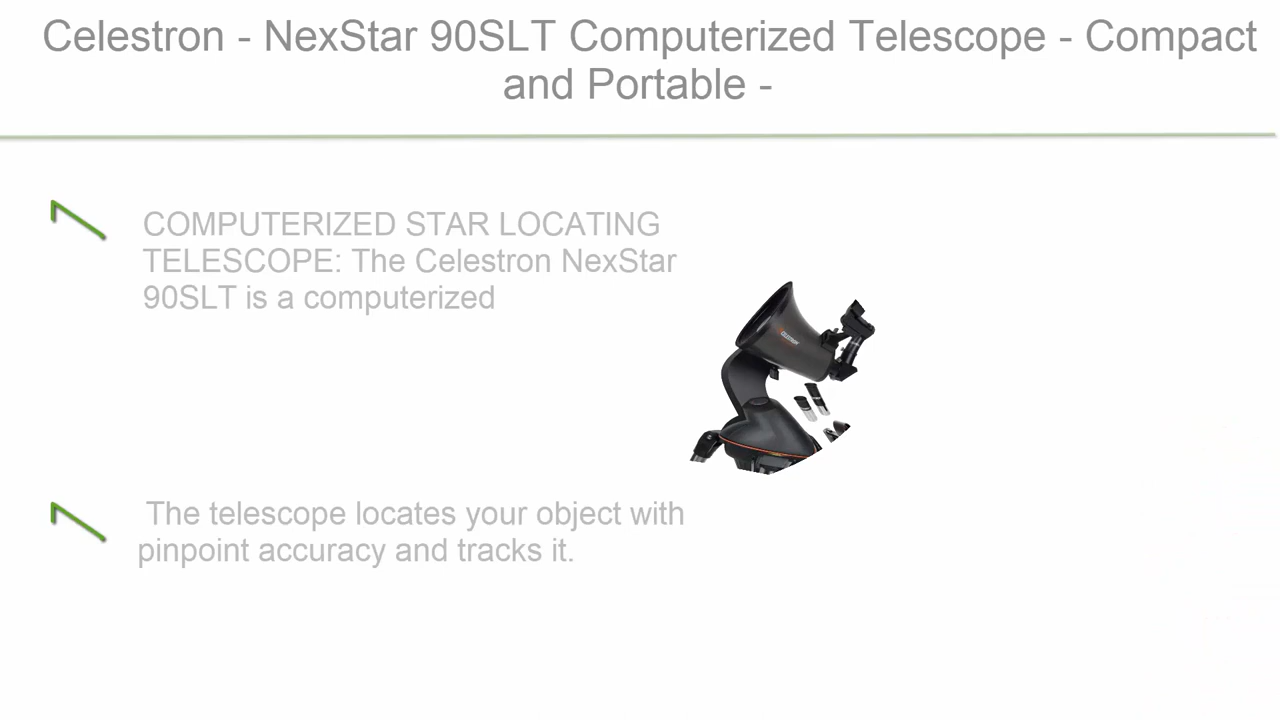 Celestron - NexStar 90SLT Computerized Telescope - Compact
and Portable -
COMPUTERIZED STAR LOCATING
TELESCOPE: The Celestron NexStar
90SLT is a computerized
CELESTRON
The telescope locates your object with
pinpoint accuracy and tracks it.